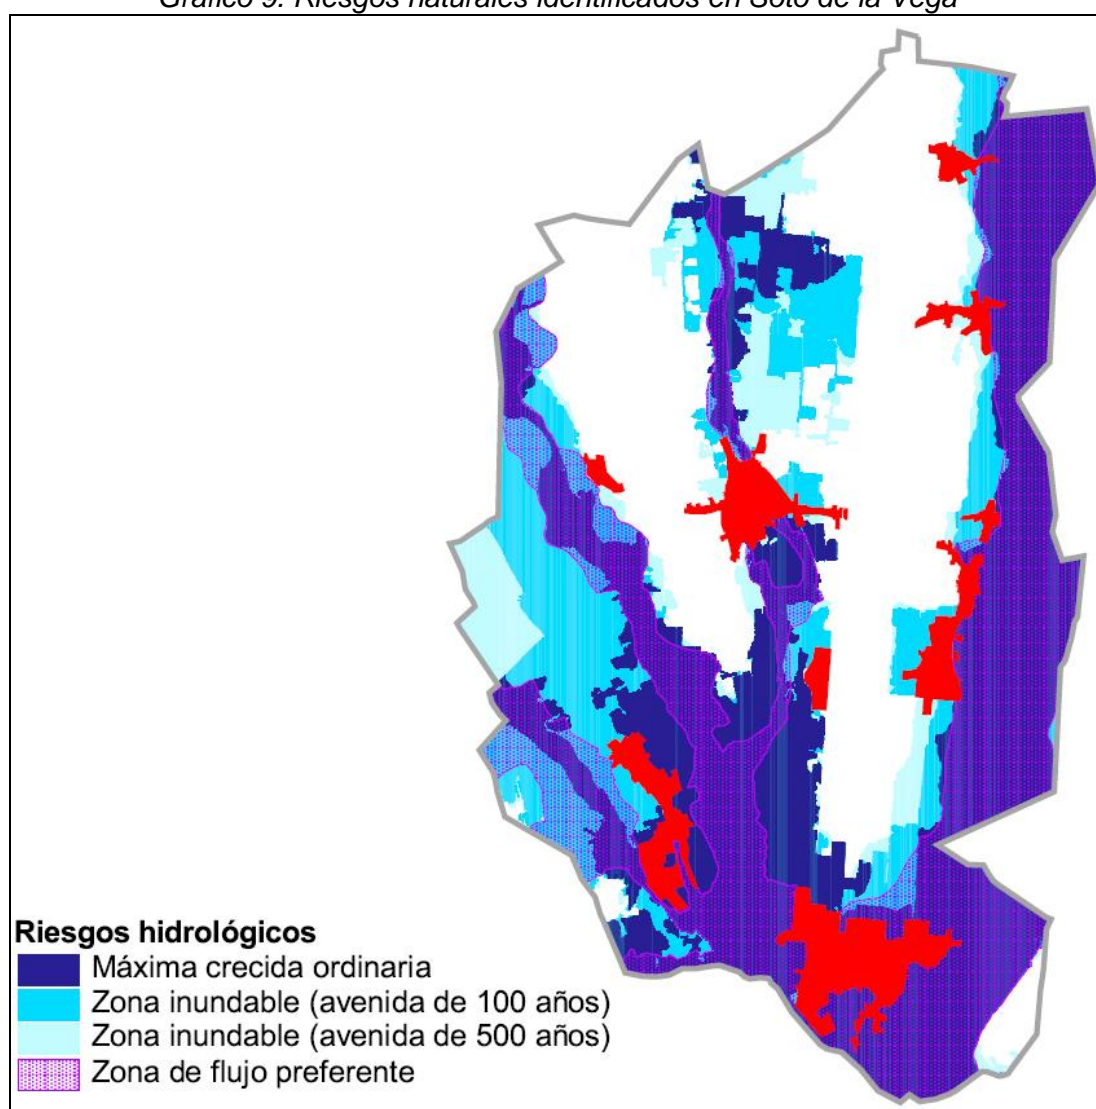 Gráfico 9. Riesgos naturales identificados en Soto de la Vega
Riesgos hidrológicos
Máxima crecida ordinaria
Zona inundable (avenida de 100 años)
Zona inundable (avenida de 500 años)
Zona de flujo preferente